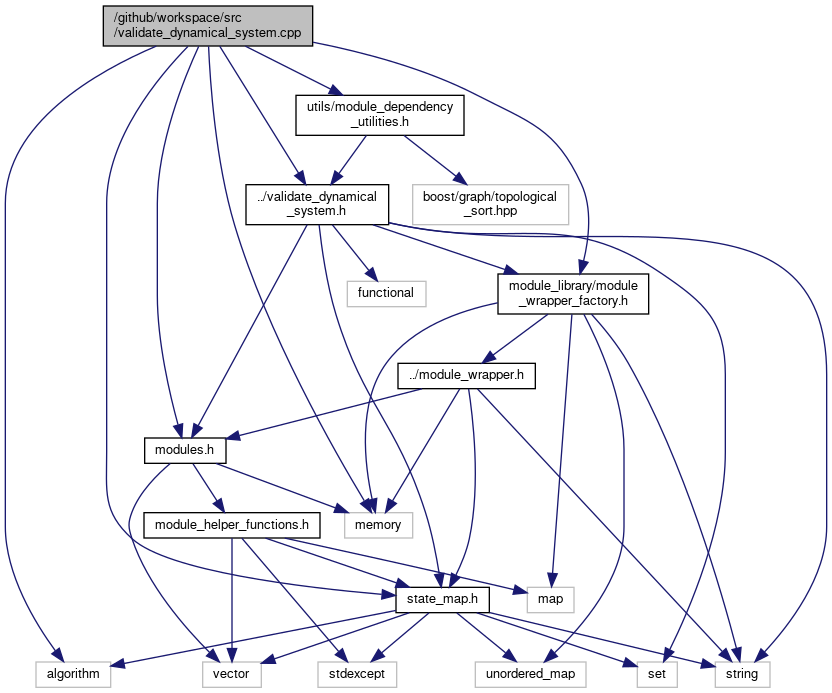 /github/workspace/src
/validate_dynamical_system.cpp
utils/module_dependency
_utilities.h
../validate_dynamical
_system.h
boost/graph/topological
_sort.hpp
functional
module_library/module
_wrapper_factory.h
../module_wrapper.h
modules.h
module_helper_functions.h
memory
state_map.h
map
algorithm
vector
stdexcept
unordered_map
set
string